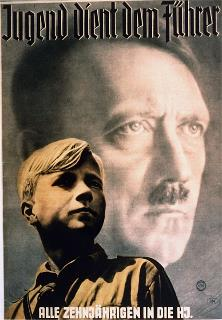 Jugend dient dem Führer
ALLE ZEHNJÄHRIGEN IN DIE HJ.